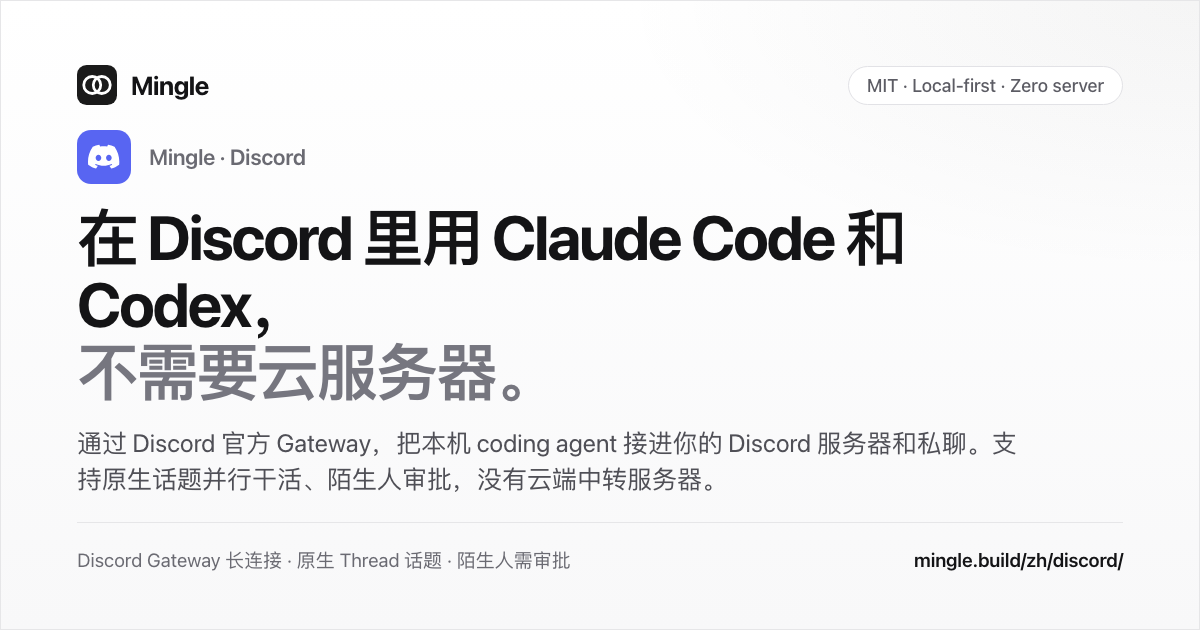 Mingle
MIT · Local-first · Zero server
Mingle · Discord
在 Discord 里用 Claude Code 和
Codex，
不需要云服务器。
通过 Discord 官方 Gateway，把本机 coding agent 接进你的 Discord 服务器和私聊。支
持原生话题并行干活、陌生人审批，没有云端中转服务器。
Discord Gateway 长连接 · 原生 Thread 话题 · 陌生人需审批
mingle.build/zh/discord/